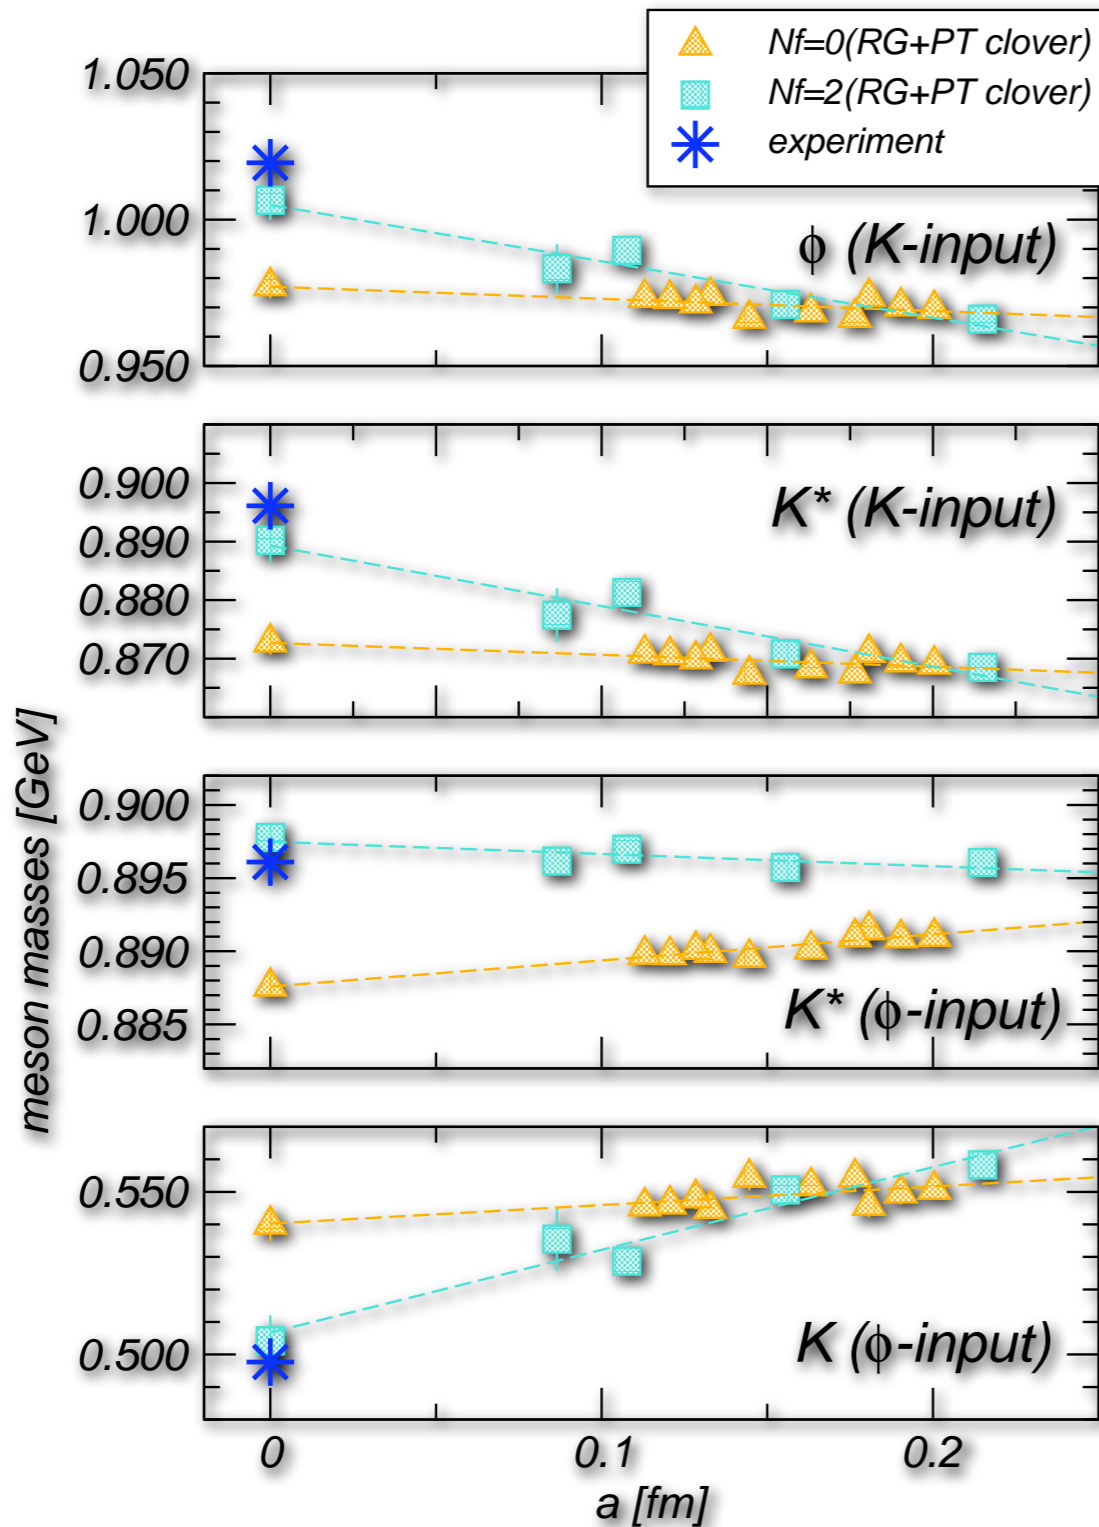 Nf=0(RG+PT clover)
Nf=2(RG+PT clover)
experiment
1.050
1.000
0.950
ϕ (K-input)
0.900
0.890
0.880
0.870
K* (K-input)
meson masses [GeV]
0.900
0.895
0.890
0.885
K* (ϕ-input)
0.550
0.500
K (ϕ-input)
0 0.1 0.2
a [fm]